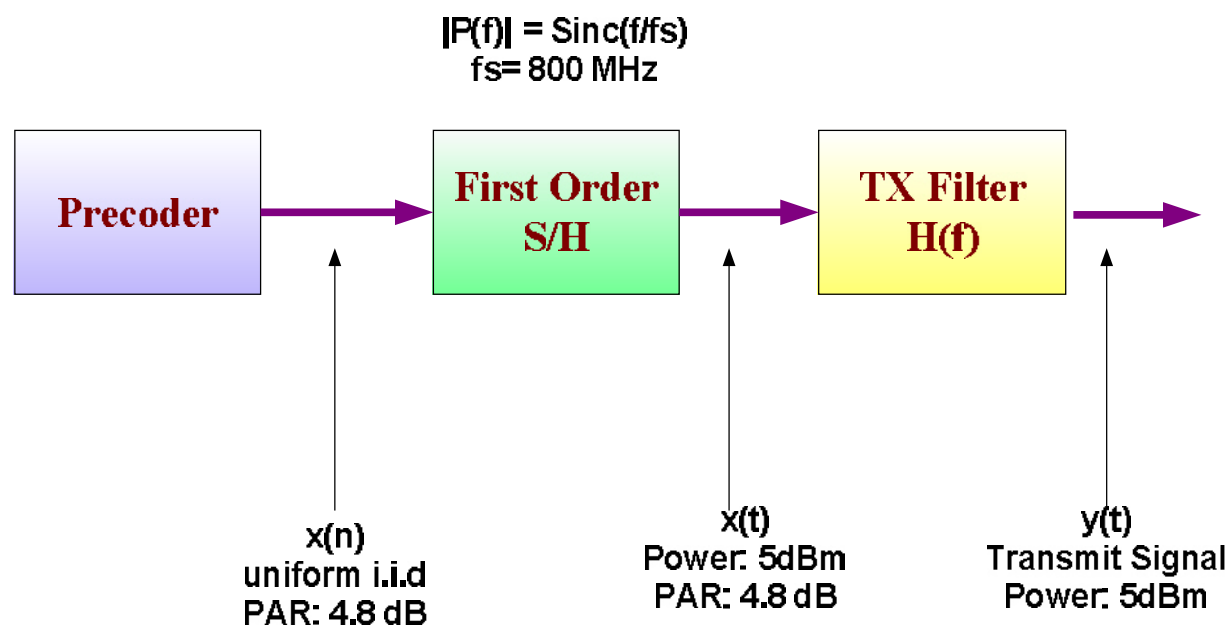 |P(f)| = Sinc(f/fs)
fs= 800 MHz
Precoder
First Order
S/H
TX Filter
H(f)
x(n)
uniform i.i.d
PAR: 4.8 dB
x(t)
Power: 5dBm
PAR: 4.8 dB
y(t)
Transmit Signal
Power: 5dBm